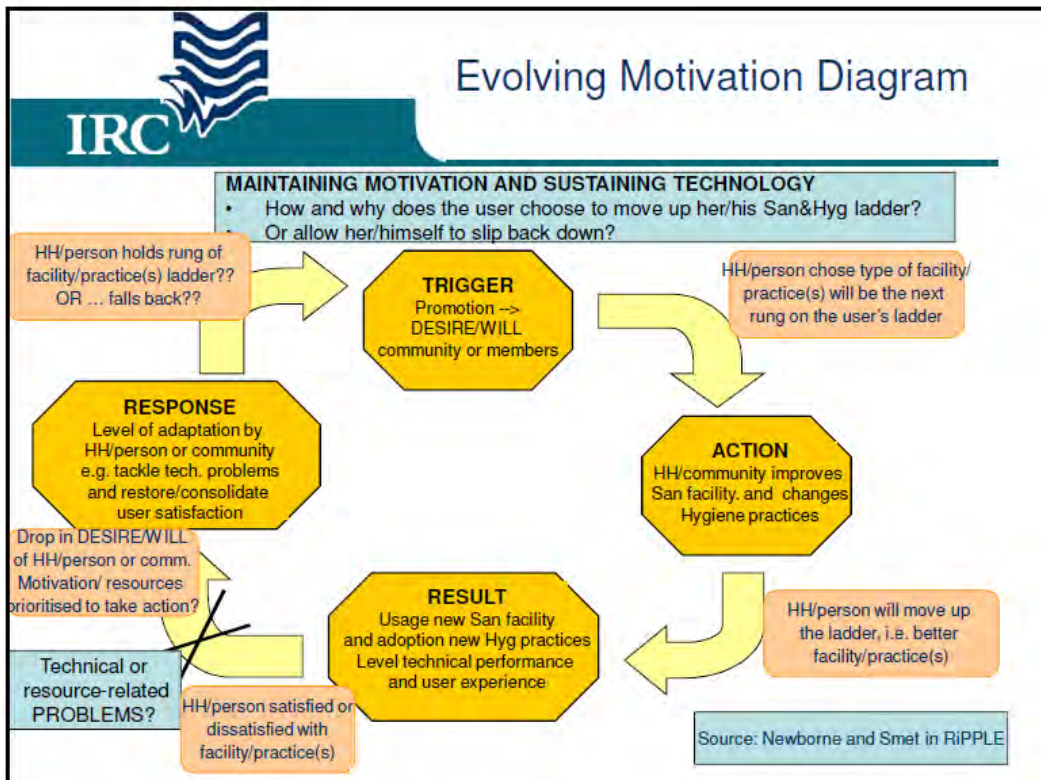 IRC
Evolving Motivation Diagram
MAINTAINING MOTIVATION AND SUSTAINING TECHNOLOGY
• How and why does the user choose to move up her/his San&Hyg ladder?
• Or allow her/himself to slip back down?
HH/person holds rung of
facility/practice(s) ladder??
OR … falls back??
TRIGGER
Promotion -->
DESIRE/WILL
community or members
HH/person chose type of facility/
practice(s) will be the next
rung on the user's ladder
RESPONSE
Level of adaptation by
HH/person or community
e.g. tackle tech. problems
and restore/consolidate
user satisfaction
ACTION
HH/community improves
San facility. and changes
Hygiene practices
Drop in DESIRE/WILL
of HH/person or comm.
Motivation/ resources
prioritised to take action?
RESULT
Usage new San facility
and adoption new Hyg practices
Level technical performance
and user experience
HH/person will move up
the ladder, i.e. better
facility/practice(s)
Technical or
resource-related
PROBLEMS?
HH/person satisfied or
dissatisfied with
facility/practice(s)
Source: Newborne and Smet in RiPPLE